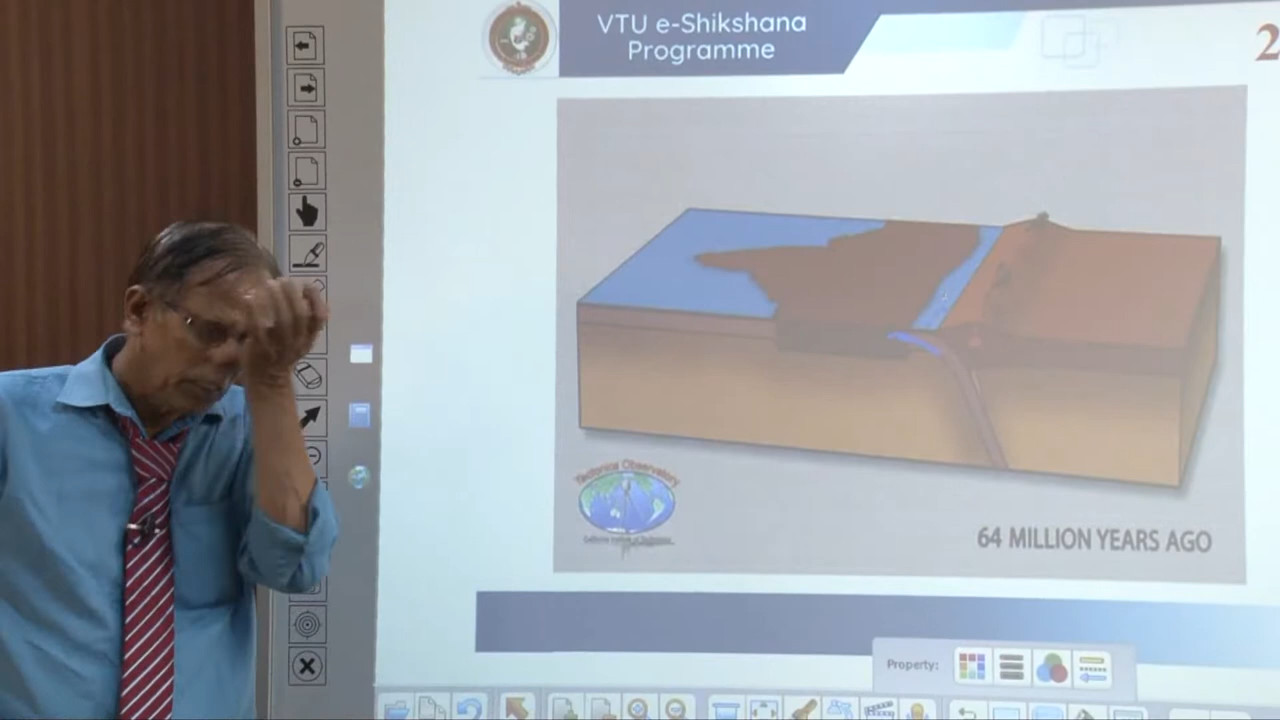 VTU e-Shikshana
Programme
2
Tectonics Observatory
64 MILLION YEARS AGO
Property: